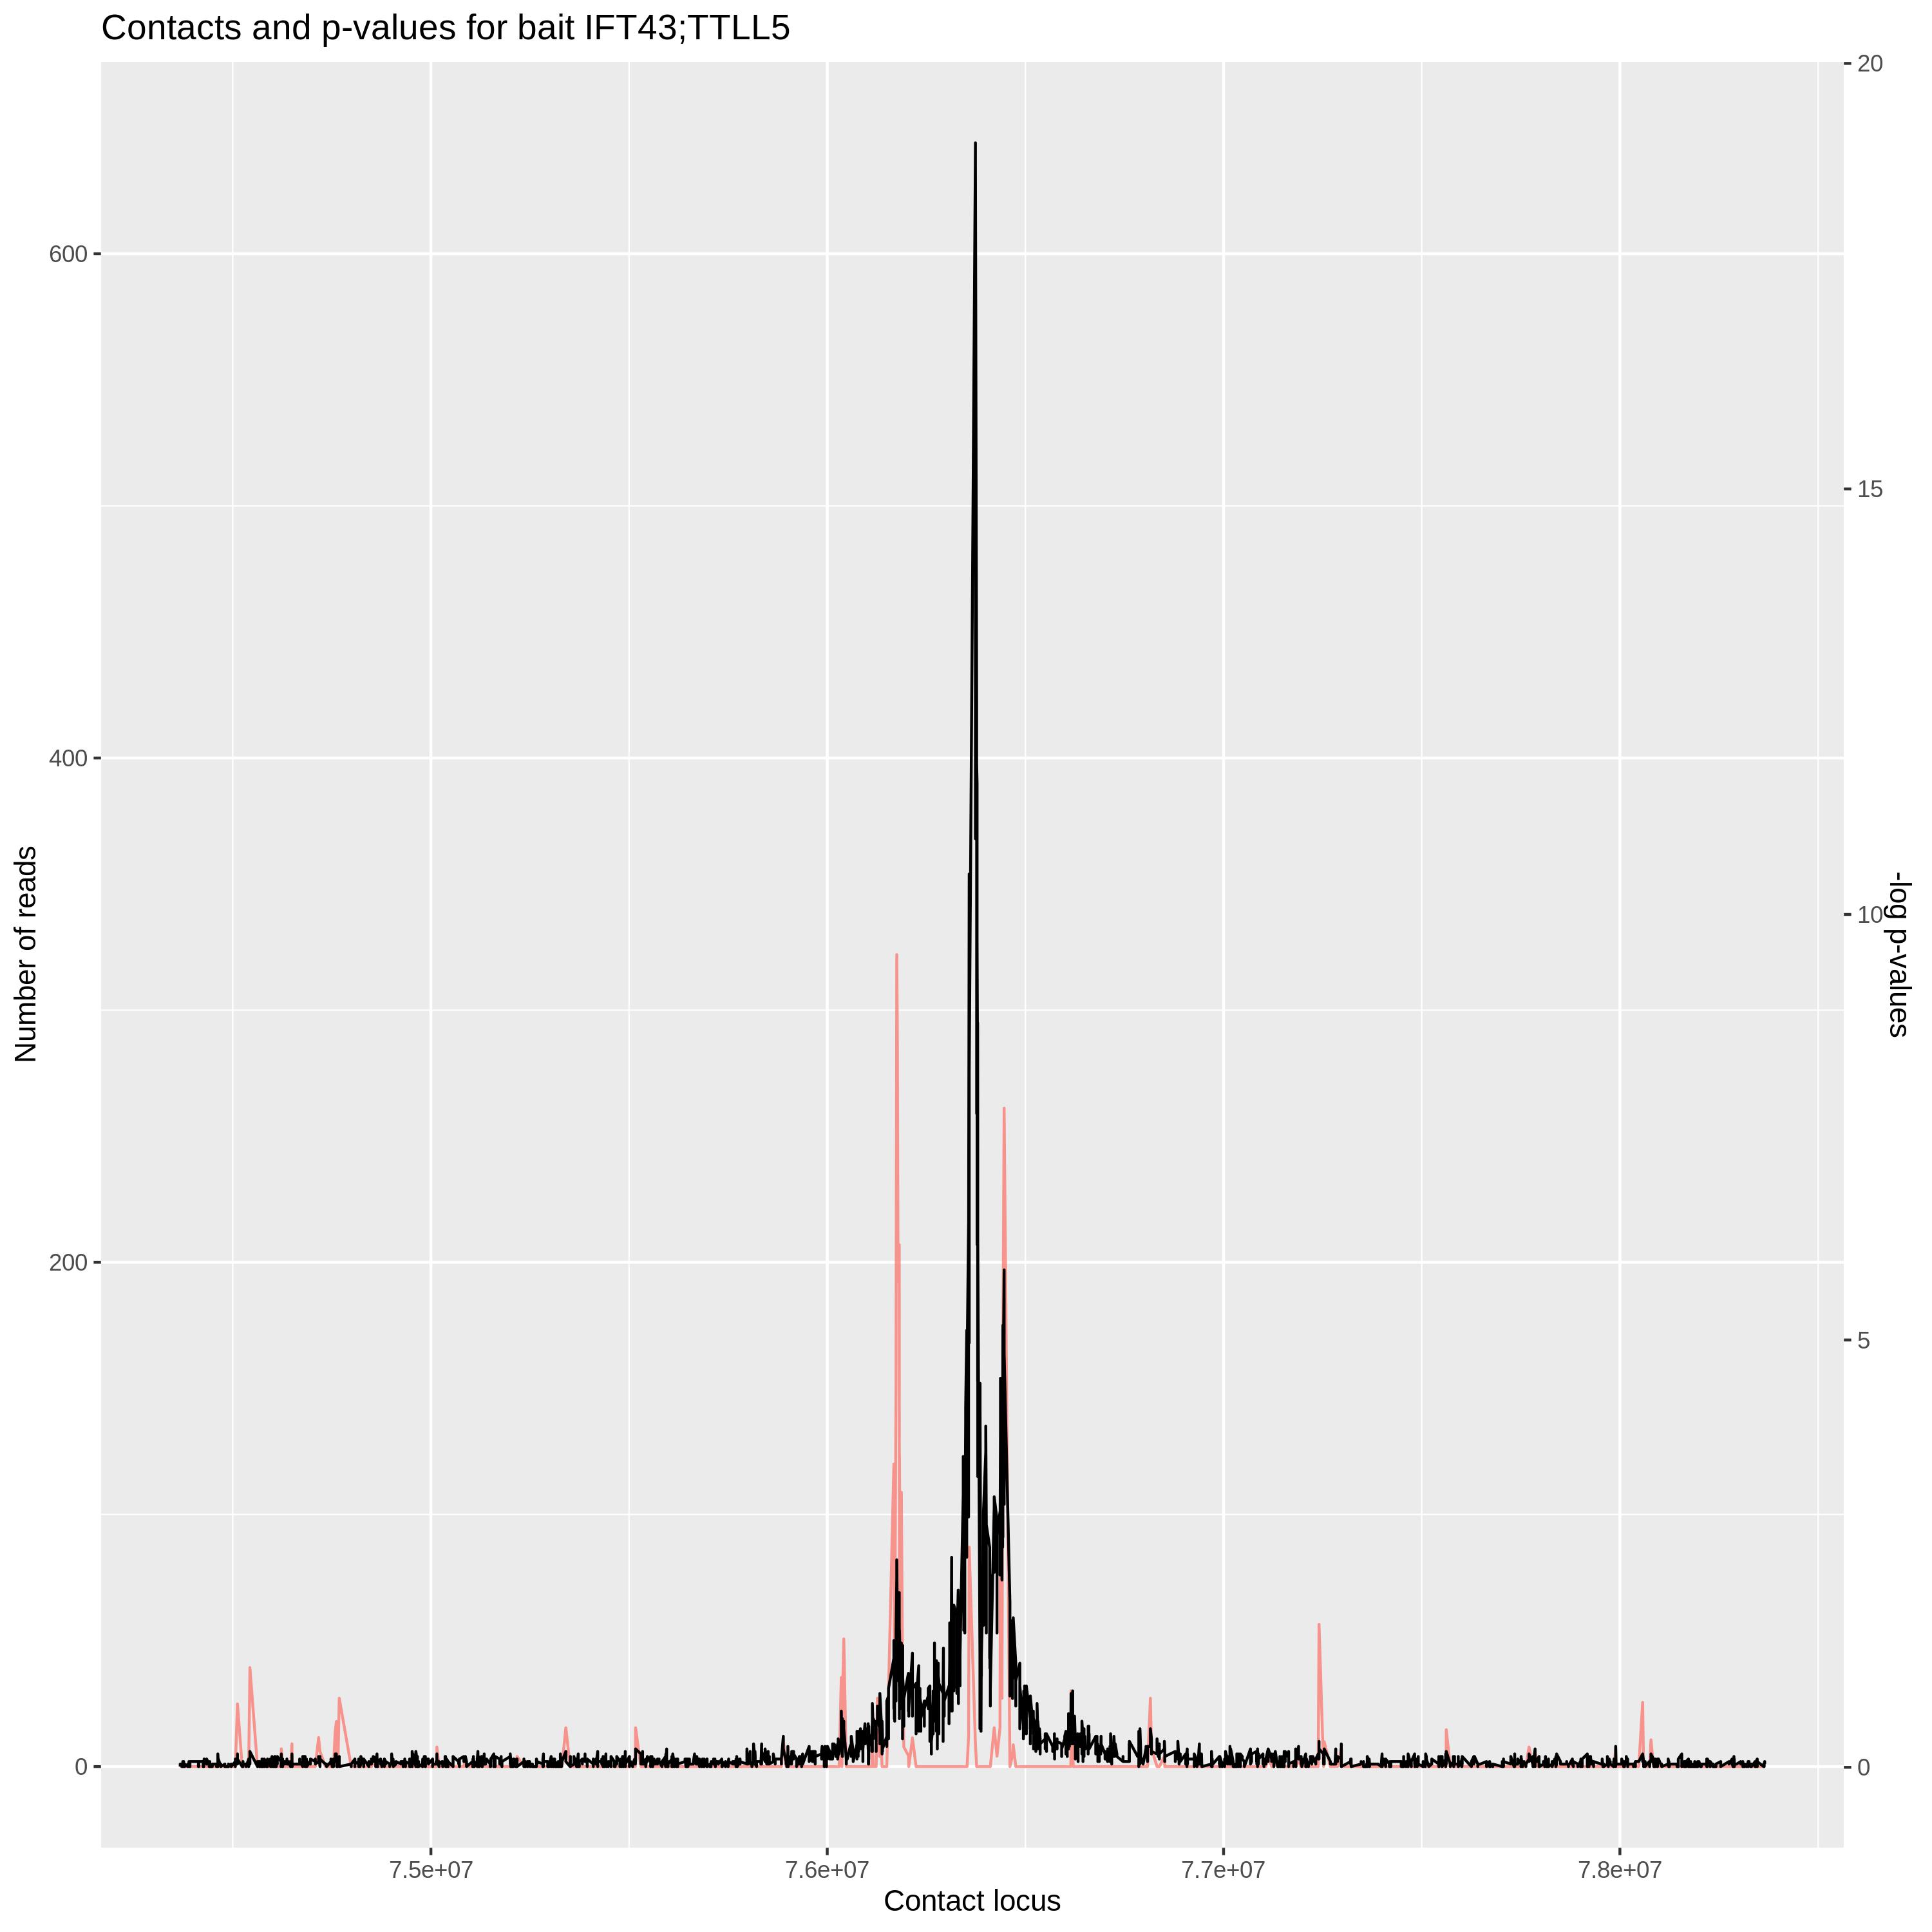 Contacts and p-values for bait IFT43;TTLL5
20
600
15
400
10
Number of reads
-log p-values
200
5
0
0
7.5e+07
7.6e+07
7.7e+07
7.8e+07
Contact locus